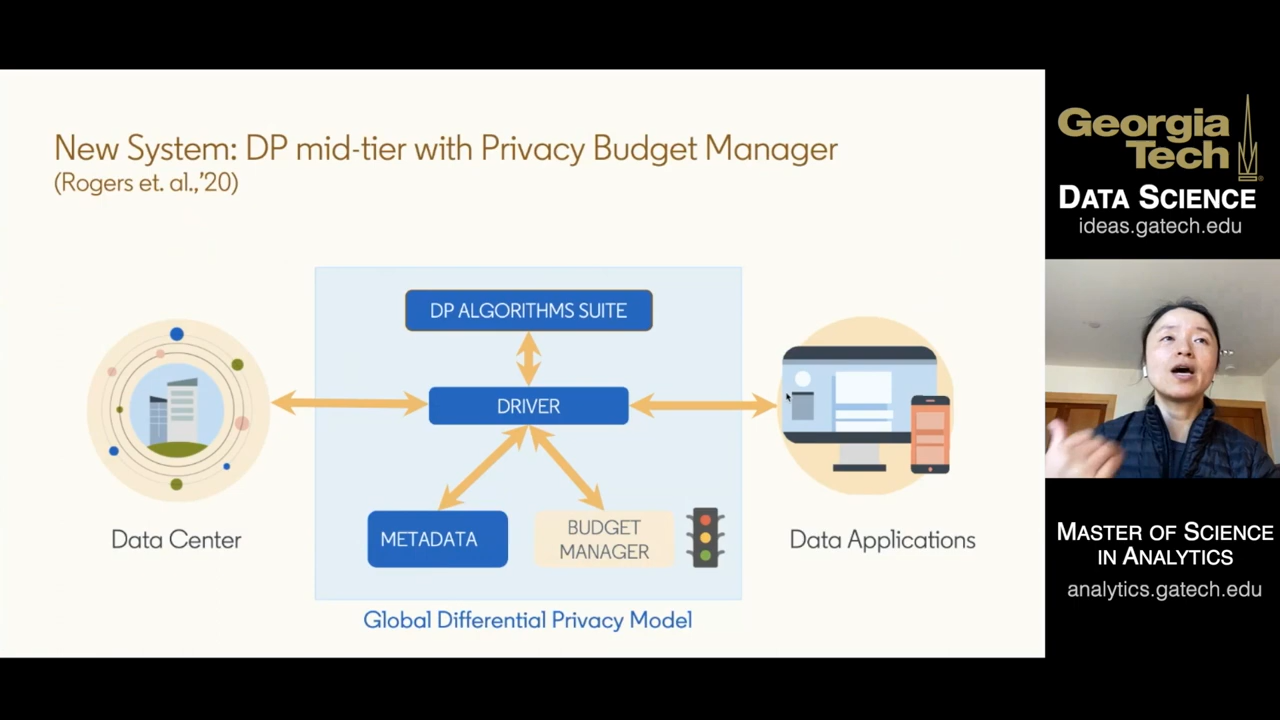 New System: DP mid-tier with Privacy Budget Manager
(Rogers et. al.,’20)
DP ALGORITHMS SUITE
DRIVER
METADATA
BUDGET
MANAGER
Data Center
Data Applications
Global Differential Privacy Model
Georgia
Tech
DATA SCIENCE
ideas.gatech.edu
MASTER OF SCIENCE
IN ANALYTICS
analytics.gatech.edu